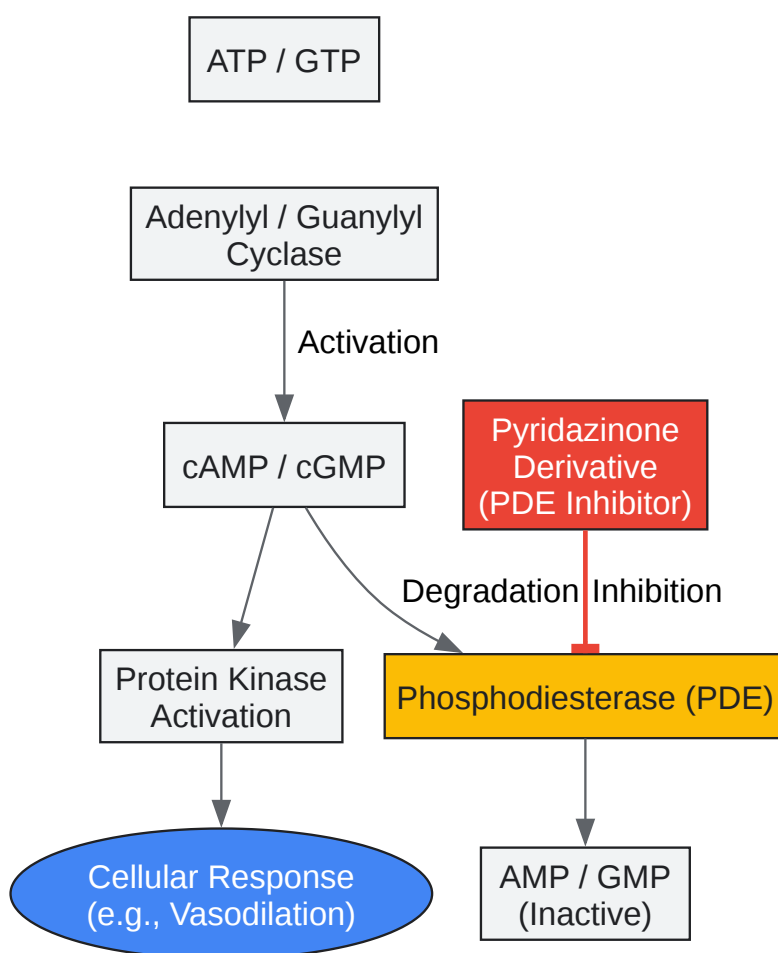 ATP / GTP
Adenylyl / Guanylyl
Cyclase
Activation
cAMP / cGMP
Pyridazinone
Derivative
(PDE Inhibitor)
Degradation
Inhibition
Protein Kinase
Activation
Phosphodiesterase (PDE)
Cellular Response
(e.g., Vasodilation)
AMP / GMP
(Inactive)